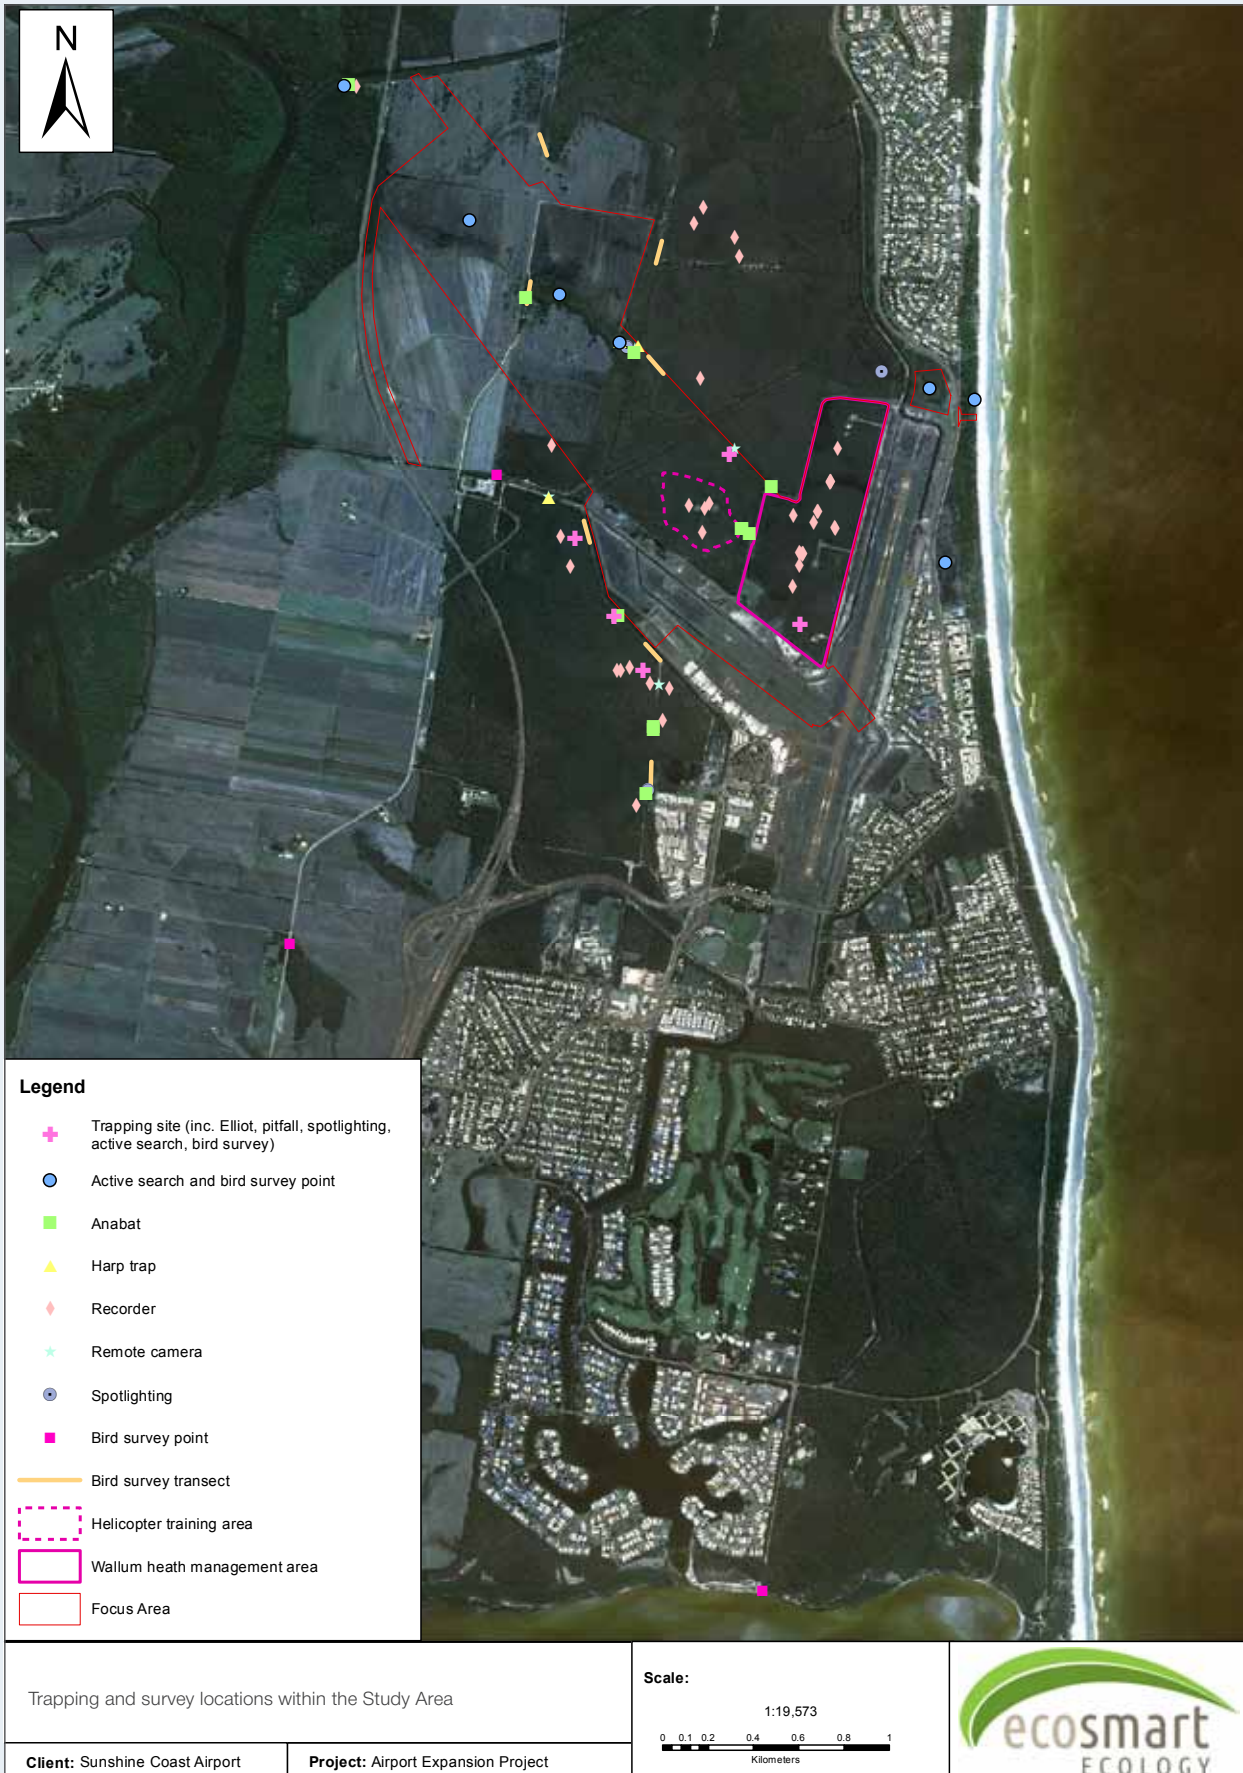 N
Legend
Trapping site (inc. Elliot, pitfall, spotlighting,
active search, bird survey)
Active search and bird survey point
Anabat
Harp trap
Recorder
Remote camera
Spotlighting
Bird survey point
Bird survey transect
Helicopter training area
Wallum heath management area
Focus Area
Trapping and survey locations within the Study Area
Client: Sunshine Coast Airport
Project: Airport Expansion Project
Scale:
1:19,573
0 0.1 0.2 0.4 0.6 0.8 1
Kilometers
ecosmart
ECOLOGY